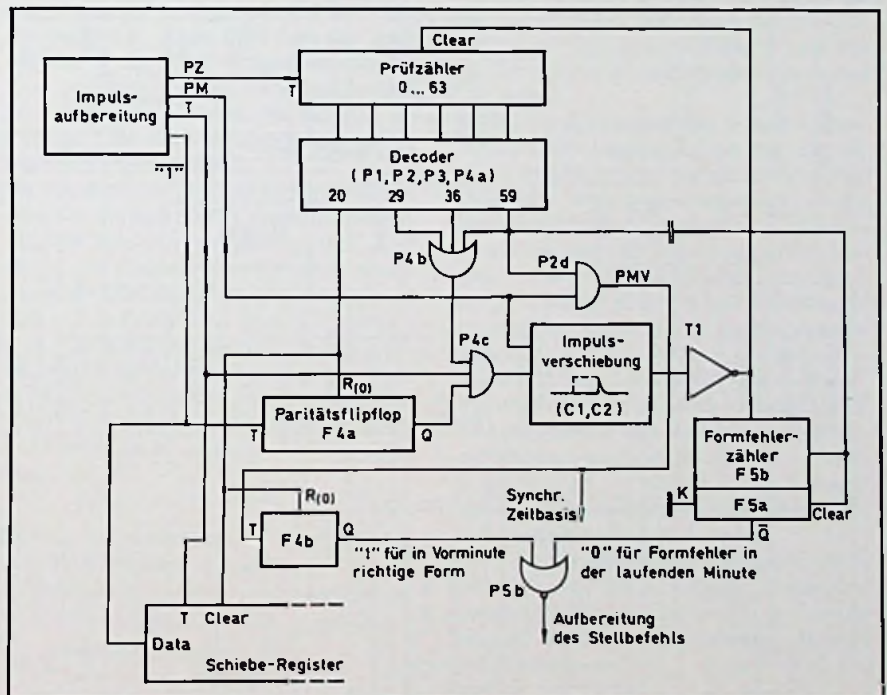 Clear
PZ
PM
T
"1"
Impuls-
aufbereitung
T
Prüfzähler
0 ... 63
Decoder
(P1, P2, P3, P4a)
20 29 36 59
P4b
P2d
PMV
P4c
Impuls-
verschiebung
(C1, C2)
T1
R(0)
T
Paritätsflipflop
F4a
Q
Formfehler-
zähler
F5b
K
F5a
Clear
Q
Synchr.
Zeitbasis
R(0)
T
F4b
Q
"1" für in Vorminute
richtige Form
"0" für Formfehler in
der laufenden Minute
P5b
Aufbereitung
des Stellbefehls
T
Clear
Data
Schiebe-Register